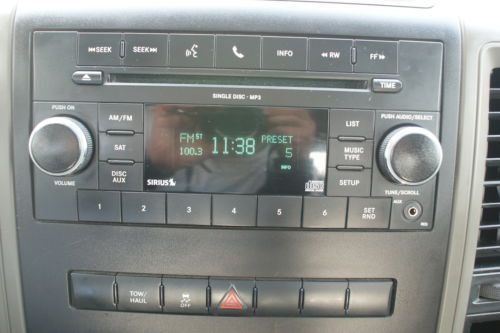 SEEK SEEK INFO RW FF
TIME
SINGLE DISC • MP3
PUSH ON
VOLUME
AM/FM
SAT
DISC
AUX
FM ST
100.3
11:38
PRESET
5
INFO
SIRIUS
disc
LIST
MUSIC
TYPE
SETUP
PUSH AUDIO/SELECT
TUNE/SCROLL
1 2 3 4 5 6
SET
RND
AUX
TOW/
HAUL
OFF